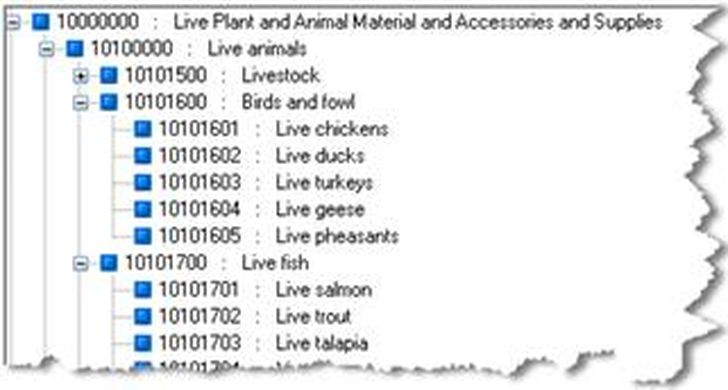 10000000 : Live Plant and Animal Material and Accessories and Supplies
10100000 : Live animals
10101500 : Livestock
10101600 : Birds and fowl
10101601 : Live chickens
10101602 : Live ducks
10101603 : Live turkeys
10101604 : Live geese
10101605 : Live pheasants
10101700 : Live fish
10101701 : Live salmon
10101702 : Live trout
10101703 : Live talapia